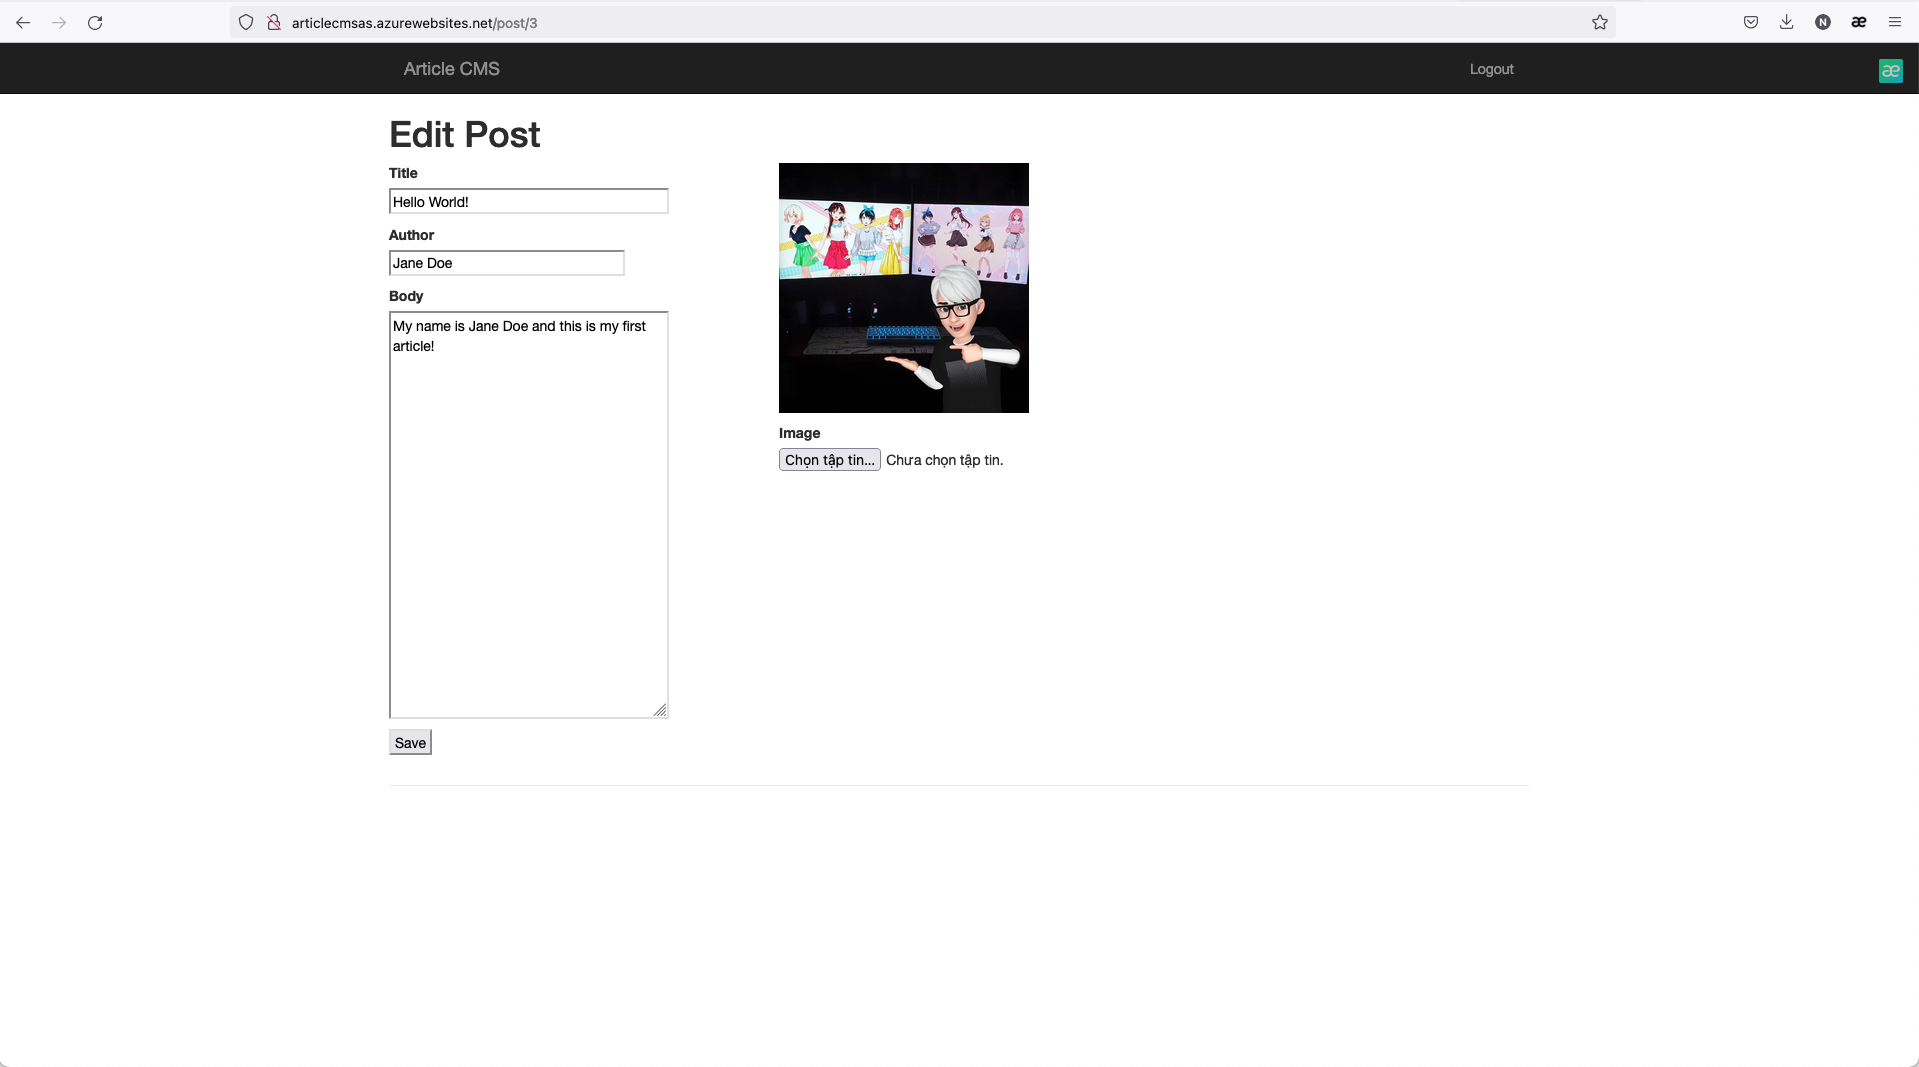 articlecmsas.azurewebsites.net/post/3
N
æ
Article CMS
Logout
æ
Edit Post
Title
Hello World!
Author
Jane Doe
Body
My name is Jane Doe and this is my first
article!
Image
Chọn tập tin... Chưa chọn tập tin.
Save